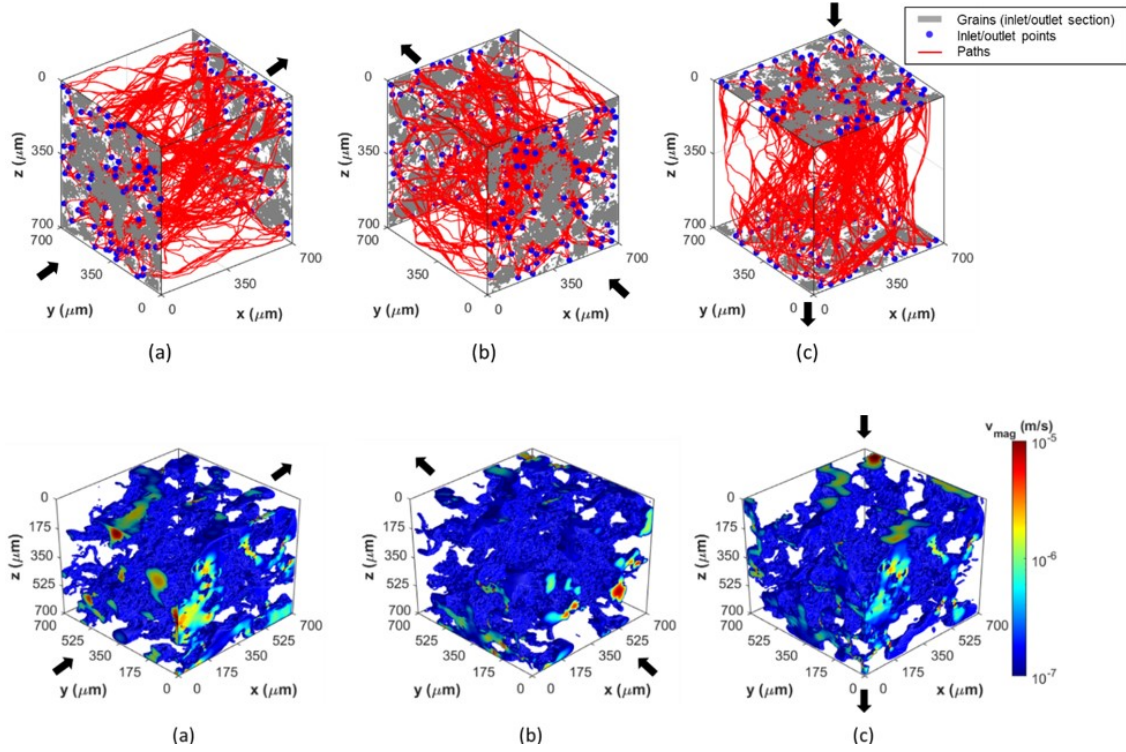 Grains (inlet/outlet section)
Inlet/outlet points
Paths
0
350
700
700
350
0
0
350
700
z (μm)
y (μm)
x (μm)
(a)
0
350
700
700
350
0
0
350
700
z (μm)
y (μm)
x (μm)
(b)
0
350
700
700
350
0
0
350
700
z (μm)
y (μm)
x (μm)
(c)
0
175
350
525
700
700
525
350
175
0
0
175
350
525
700
z (μm)
y (μm)
x (μm)
(a)
0
175
350
525
700
700
525
350
175
0
0
175
350
525
700
z (μm)
y (μm)
x (μm)
(b)
0
175
350
525
700
700
525
350
175
0
0
175
350
525
700
z (μm)
y (μm)
x (μm)
(c)
v_mag (m/s)
10^-5
10^-6
10^-7